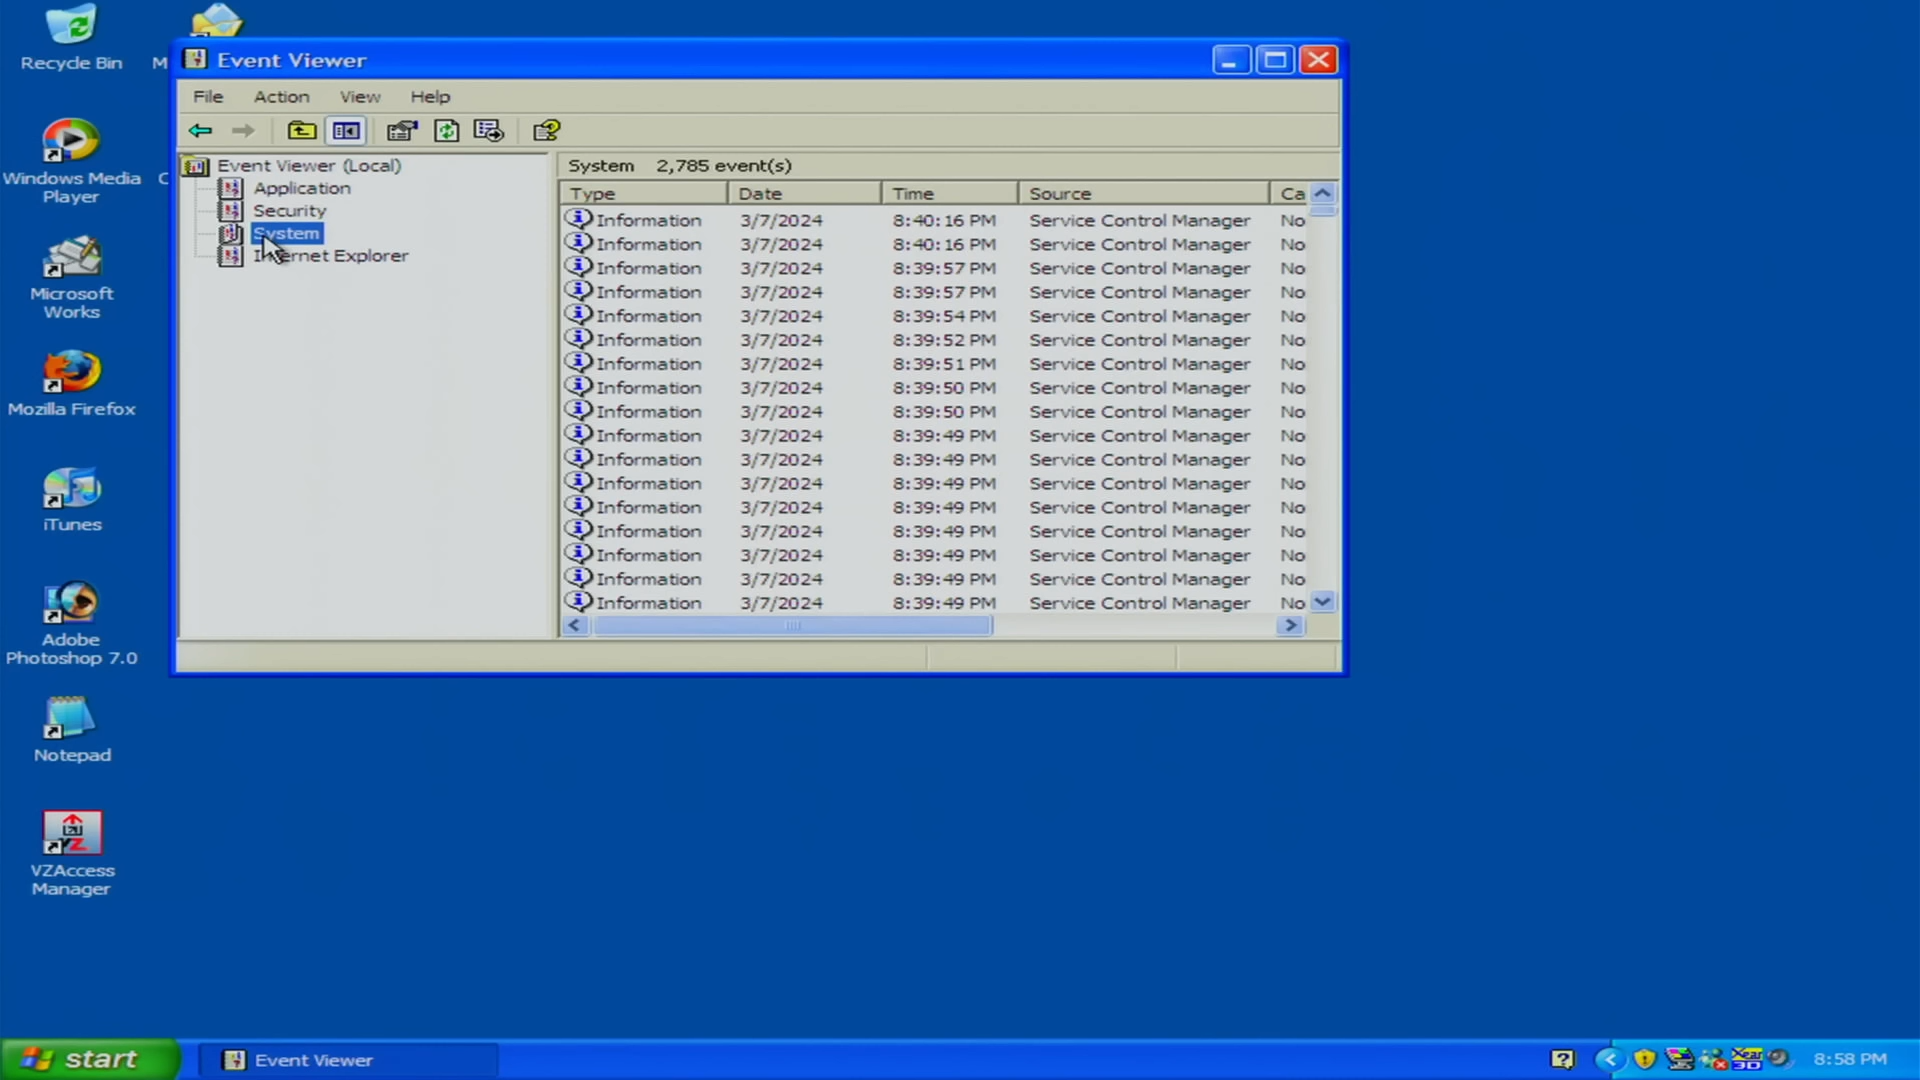 Recycle Bin
M
Windows Media
Player
C
Microsoft
Works
Mozilla Firefox
iTunes
Adobe
Photoshop 7.0
Notepad
VZAccess
Manager
Event Viewer
File Action View Help
Event Viewer (Local)
Application
Security
System
Internet Explorer
System 2,785 event(s)
Type Date Time Source Ca
Information 3/7/2024 8:40:16 PM Service Control Manager No
Information 3/7/2024 8:40:16 PM Service Control Manager No
Information 3/7/2024 8:39:57 PM Service Control Manager No
Information 3/7/2024 8:39:57 PM Service Control Manager No
Information 3/7/2024 8:39:54 PM Service Control Manager No
Information 3/7/2024 8:39:52 PM Service Control Manager No
Information 3/7/2024 8:39:51 PM Service Control Manager No
Information 3/7/2024 8:39:50 PM Service Control Manager No
Information 3/7/2024 8:39:50 PM Service Control Manager No
Information 3/7/2024 8:39:49 PM Service Control Manager No
Information 3/7/2024 8:39:49 PM Service Control Manager No
Information 3/7/2024 8:39:49 PM Service Control Manager No
Information 3/7/2024 8:39:49 PM Service Control Manager No
Information 3/7/2024 8:39:49 PM Service Control Manager No
Information 3/7/2024 8:39:49 PM Service Control Manager No
Information 3/7/2024 8:39:49 PM Service Control Manager No
Information 3/7/2024 8:39:49 PM Service Control Manager No
start
Event Viewer
Xear
3D
8:58 PM